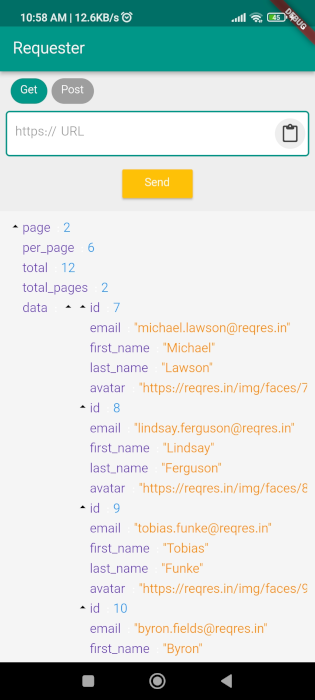 10:58 AM | 12.6KB/s
45
DEBUG
Requester
Get Post
https:// URL
Send
page 2
per_page 6
total 12
total_pages 2
data id 7
email "michael.lawson@reqres.in"
first_name "Michael"
last_name "Lawson"
avatar "https://reqres.in/img/faces/7
id 8
email "lindsay.ferguson@reqres.in"
first_name "Lindsay"
last_name "Ferguson"
avatar "https://reqres.in/img/faces/8
id 9
email "tobias.funke@reqres.in"
first_name "Tobias"
last_name "Funke"
avatar "https://reqres.in/img/faces/9
id 10
email "byron.fields@reqres.in"
first_name "Byron"